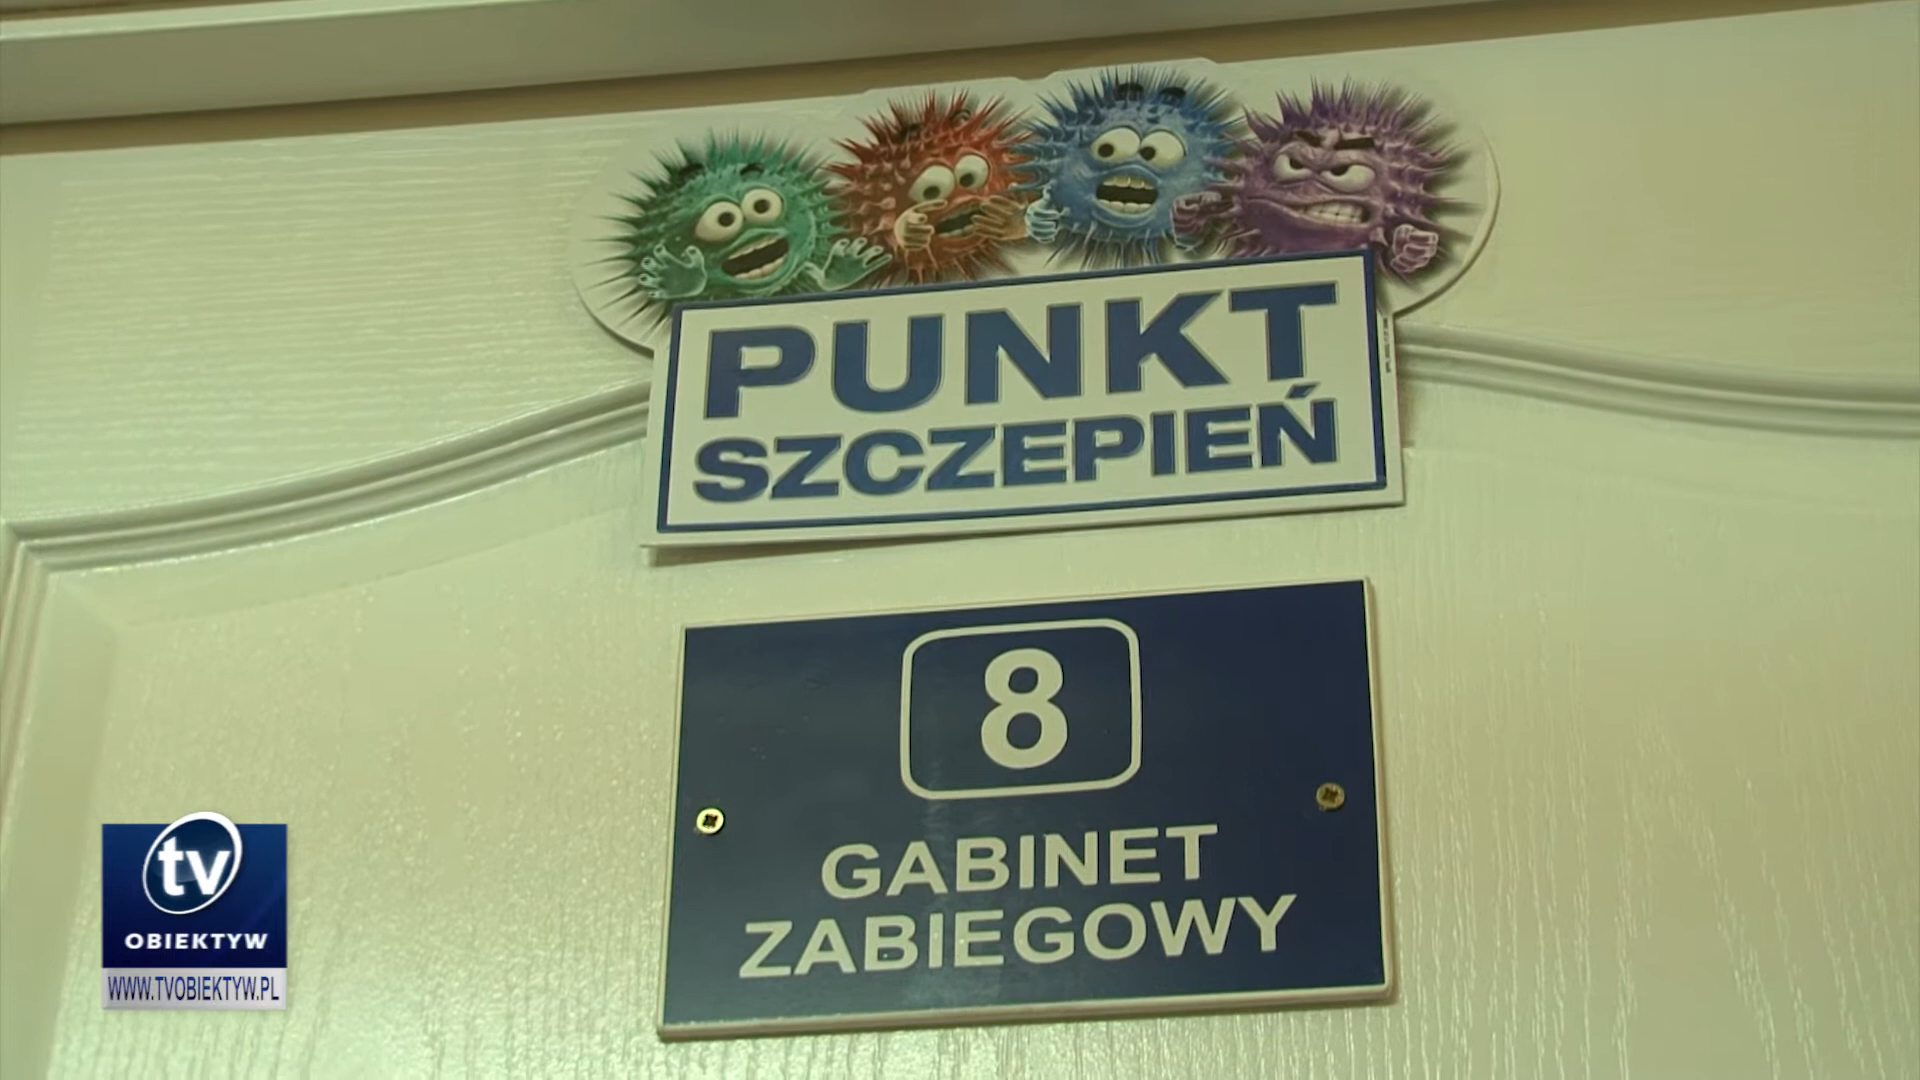 PUNKT
SZCZEPIEŃ
8
GABINET
ZABIEGOWY
tv
OBIEKTYW
WWW.TVOBIEKTYW.PL